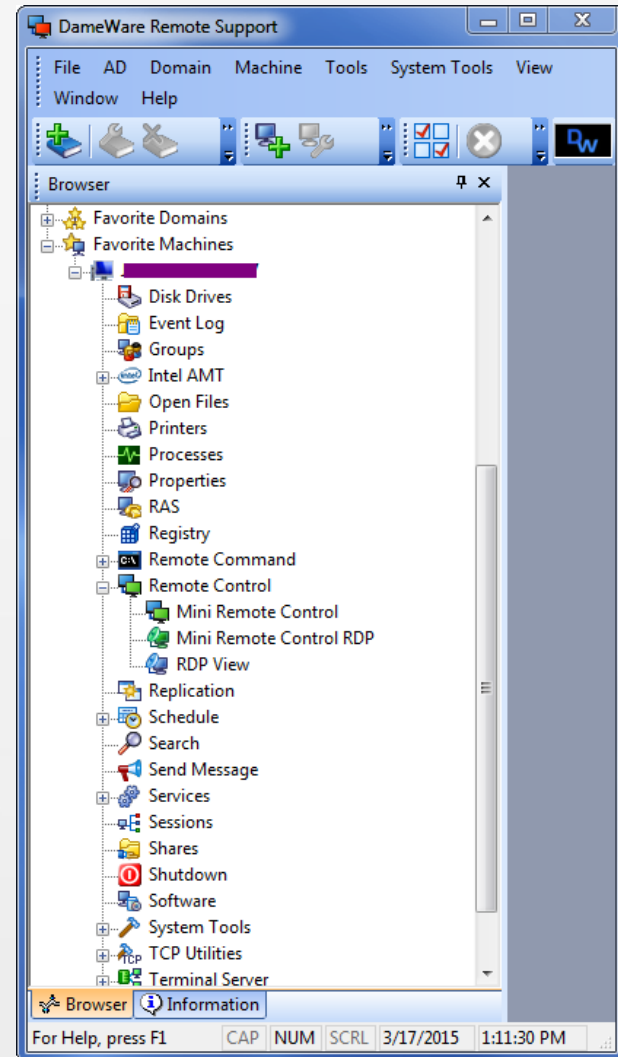 DameWare Remote Support
File AD Domain Machine Tools System Tools View
Window Help
DW
Browser
Favorite Domains
Favorite Machines
Disk Drives
Event Log
Groups
intel Intel AMT
Open Files
Printers
Processes
Properties
RAS
Registry
C:\ Remote Command
Remote Control
Mini Remote Control
Mini Remote Control RDP
RDP View
Replication
Schedule
Search
Send Message
Services
Sessions
Shares
Shutdown
Software
System Tools
TCP TCP Utilities
Terminal Server
Browser Information
For Help, press F1 CAP NUM SCRL 3/17/2015 1:11:30 PM